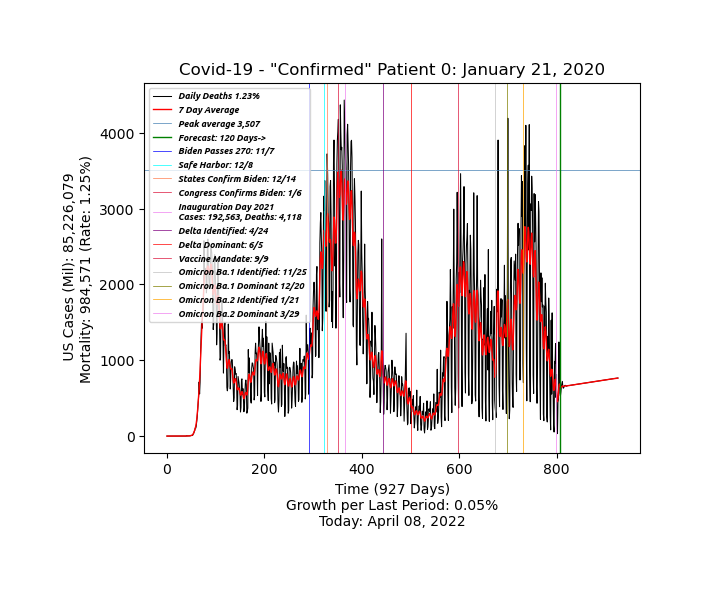 Covid-19 - "Confirmed" Patient 0: January 21, 2020
US Cases (Mil): 85,226,079
Mortality: 984,571 (Rate: 1.25%)
4000
3000
2000
1000
0
Daily Deaths 1.23%
7 Day Average
Peak average 3,507
Forecast: 120 Days->
Biden Passes 270: 11/7
Safe Harbor: 12/8
States Confirm Biden: 12/14
Congress Confirms Biden: 1/6
Inauguration Day 2021
Cases: 192,563, Deaths: 4,118
Delta Identified: 4/24
Delta Dominant: 6/5
Vaccine Mandate: 9/9
Omicron Ba.1 Identified: 11/25
Omicron Ba.1 Dominant 12/20
Omicron Ba.2 Identified 1/21
Omicron Ba.2 Dominant 3/29
0 200 400 600 800
Time (927 Days)
Growth per Last Period: 0.05%
Today: April 08, 2022